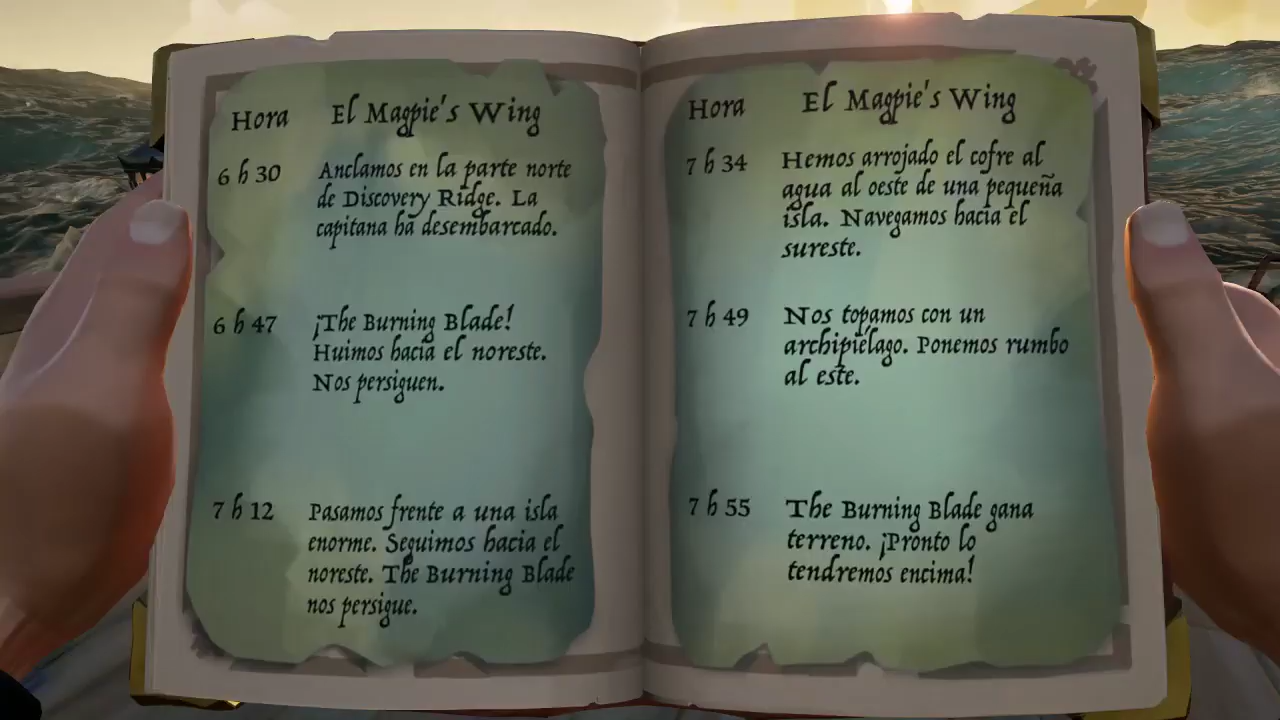 Hora El Magpie's Wing
6 h 30 Anclamos en la parte norte
de Discovery Ridge. La
capitana ha desembarcado.
6 h 47 ¡The Burning Blade!
Huimos hacia el noreste.
Nos persiguen.
7 h 12 Pasamos frente a una isla
enorme. Seguimos hacia el
noreste. The Burning Blade
nos persigue.
Hora El Magpie's Wing
7 h 34 Hemos arrojado el cofre al
agua al oeste de una pequeña
isla. Navegamos hacia el
sureste.
7 h 49 Nos topamos con un
archipiélago. Ponemos rumbo
al este.
7 h 55 The Burning Blade gana
terreno. ¡Pronto lo
tendremos encima!